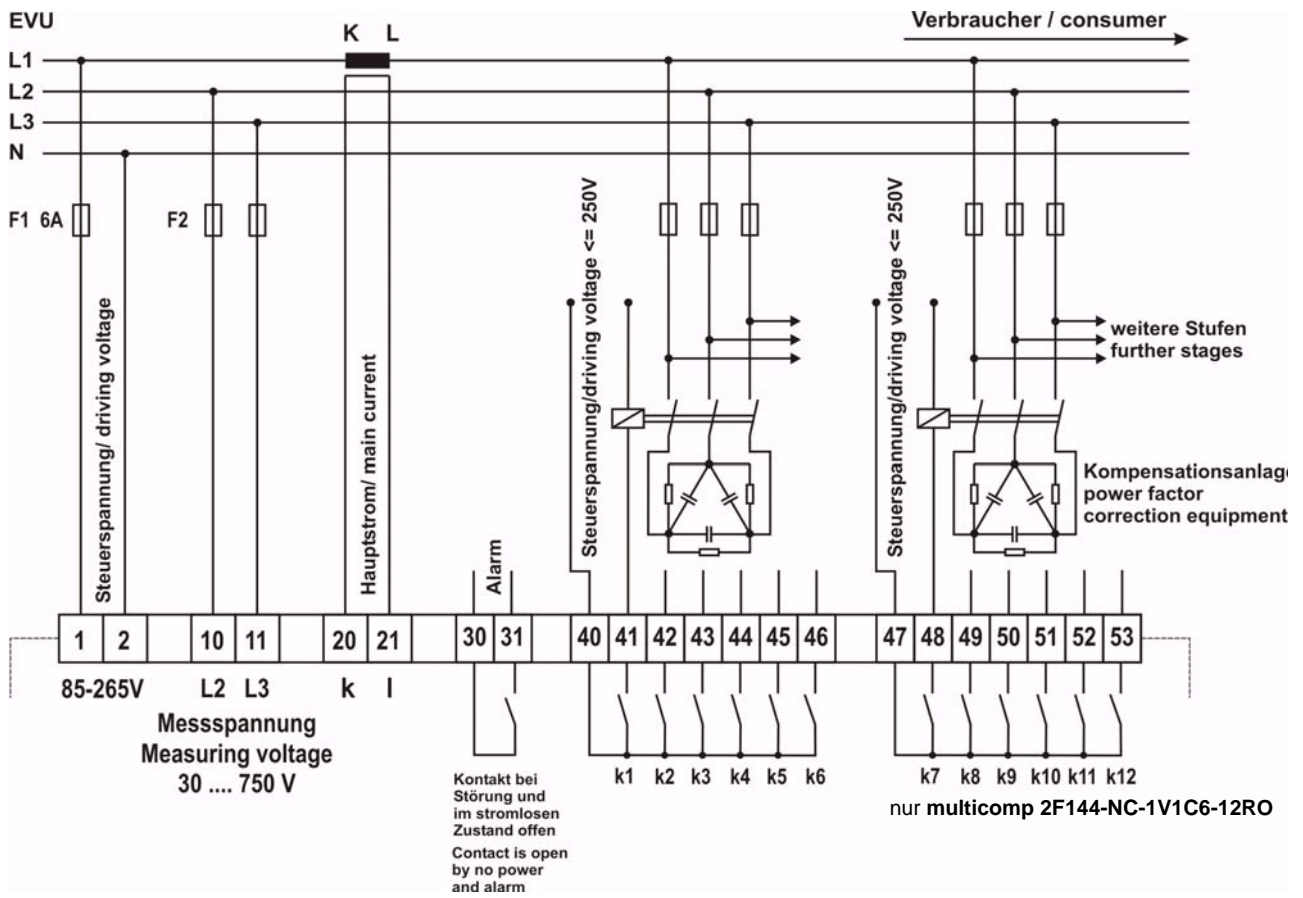 EVU
K L
Verbraucher / consumer
L1
L2
L3
N
F1 6A
F2
Steuerspannung/ driving voltage
Hauptstrom/ main current
Alarm
Steuerspannung/driving voltage <= 250V
Steuerspannung/driving voltage <= 250V
weitere Stufen
further stages
Kompensationsanlag
power factor
correction equipment
1 2 10 11 20 21 30 31 40 41 42 43 44 45 46 47 48 49 50 51 52 53
85-265V L2 L3 k l
Messspannung
Measuring voltage
30 .... 750 V
Kontakt bei
Störung und
im stromlosen
Zustand offen
Contact is open
by no power
and alarm
k1 k2 k3 k4 k5 k6
k7 k8 k9 k10 k11 k12
nur multicomp 2F144-NC-1V1C6-12RO